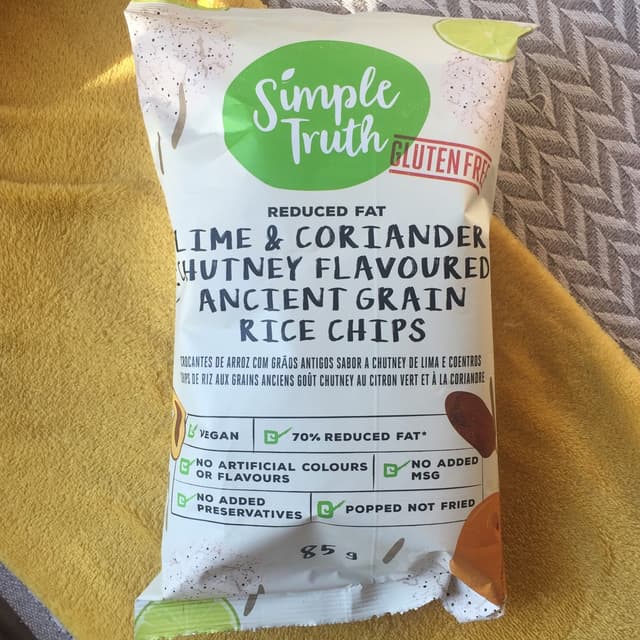 Simple
Truth
GLUTEN FREE
REDUCED FAT
LIME & CORIANDER
CHUTNEY FLAVOURED
ANCIENT GRAIN
RICE CHIPS
CROCANTES DE ARROZ COM GRÃOS ANTIGOS SABOR A CHUTNEY DE LIMA E COENTROS
CHIPS DE RIZ AUX GRAINS ANCIENS GOÛT CHUTNEY AU CITRON VERT ET À LA CORIANDRE
VEGAN
70% REDUCED FAT*
NO ARTIFICIAL COLOURS
OR FLAVOURS
NO ADDED
MSG
NO ADDED
PRESERVATIVES
POPPED NOT FRIED
85 g